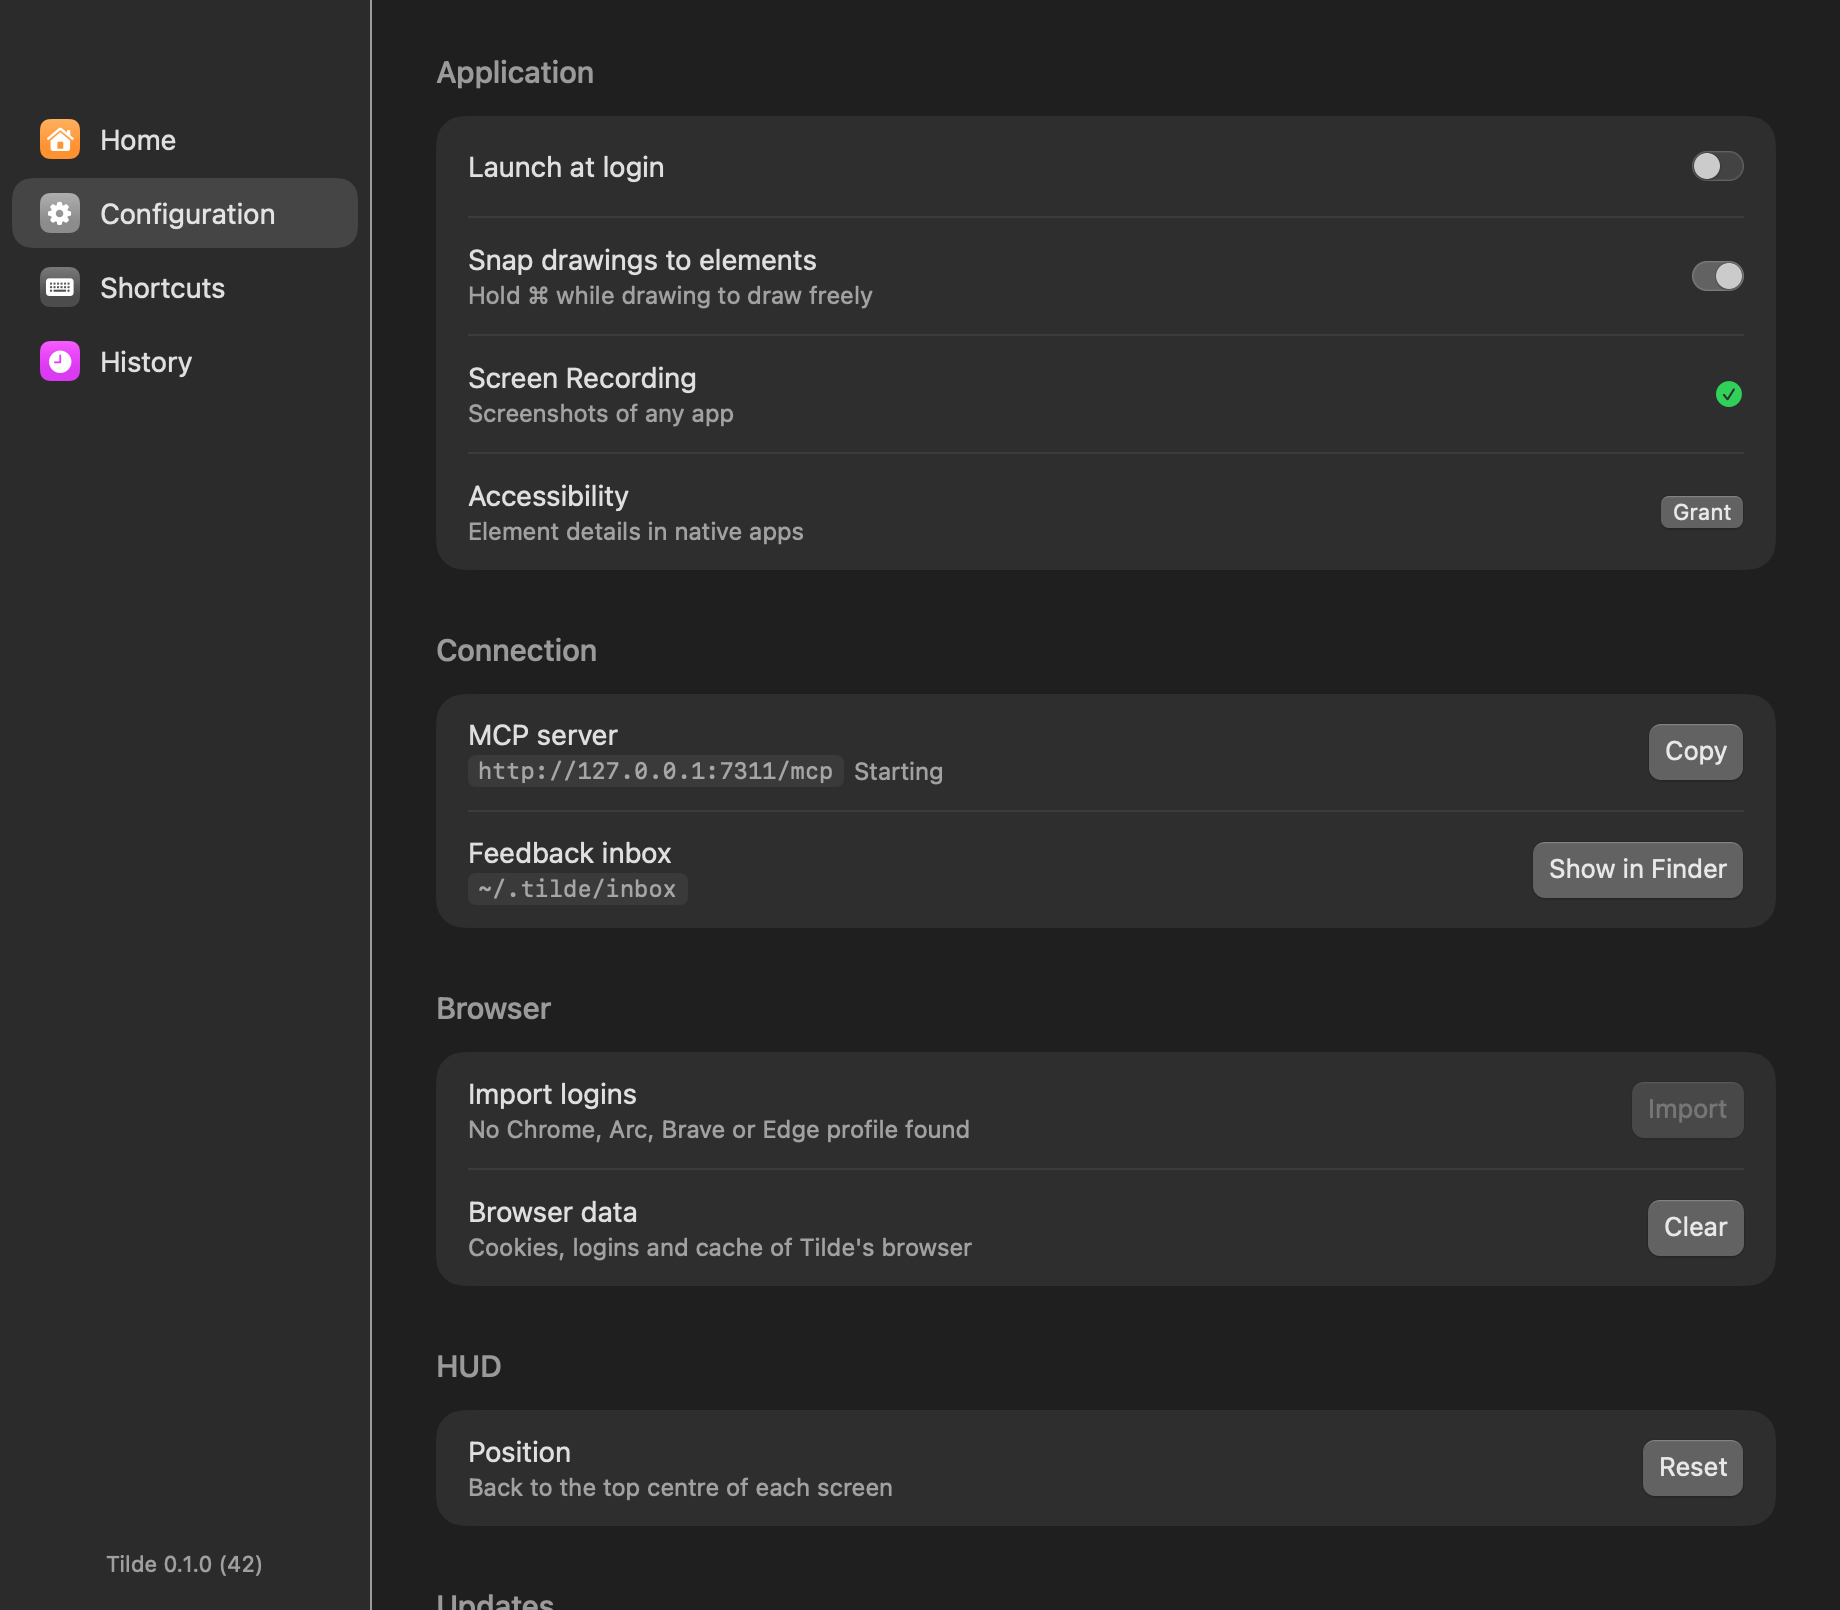 Home
Configuration
Shortcuts
History
Tilde 0.1.0 (42)
Application
Launch at login
Snap drawings to elements
Hold ⌘ while drawing to draw freely
Screen Recording
Screenshots of any app
Accessibility
Element details in native apps
Grant
Connection
MCP server
http://127.0.0.1:7311/mcp Starting
Copy
Feedback inbox
~/.tilde/inbox
Show in Finder
Browser
Import logins
No Chrome, Arc, Brave or Edge profile found
Import
Browser data
Cookies, logins and cache of Tilde's browser
Clear
HUD
Position
Back to the top centre of each screen
Reset
Updates